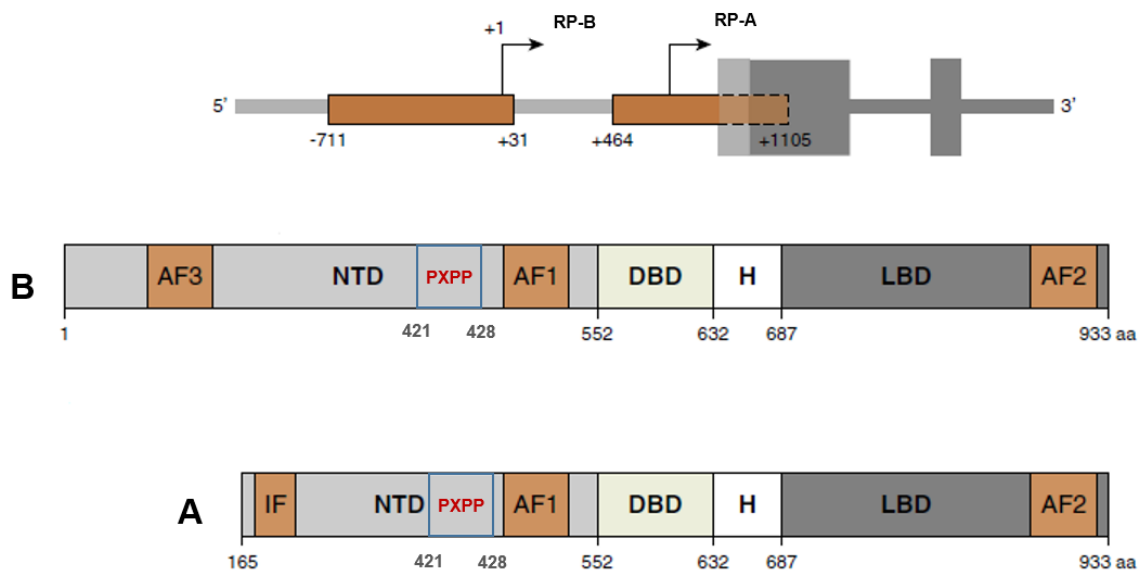 +1 RP-B RP-A
5' 3'
-711 +31 +464 +1105
B AF3 NTD PXPP AF1 DBD H LBD AF2
1 421 428 552 632 687 933 aa
A IF NTD PXPP AF1 DBD H LBD AF2
165 421 428 552 632 687 933 aa